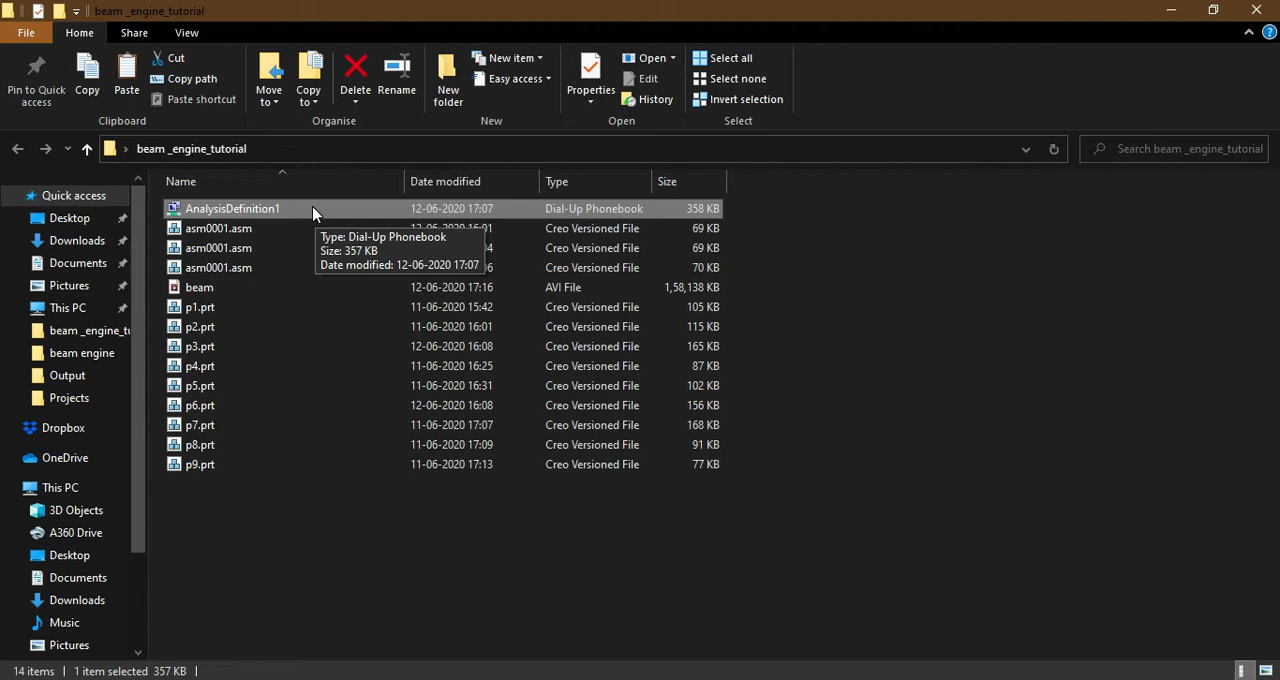 beam _engine_tutorial
File Home Share View
Pin to Quick access
Copy
Paste
Cut
Copy path
Paste shortcut
Clipboard
Move to
Copy to
Delete
Rename
Organise
New folder
New item
Easy access
New
Properties
Open
Edit
History
Open
Select all
Select none
Invert selection
Select
beam _engine_tutorial
Search beam _engine_tutorial
Quick access
Desktop
Downloads
Documents
Pictures
This PC
beam _engine_tu
beam engine
Output
Projects
Dropbox
OneDrive
This PC
3D Objects
A360 Drive
Desktop
Documents
Downloads
Music
Pictures
Name Date modified Type Size
AnalysisDefinition1 12-06-2020 17:07 Dial-Up Phonebook 358 KB
asm0001.asm Creo Versioned File 69 KB
asm0001.asm Creo Versioned File 69 KB
asm0001.asm Creo Versioned File 70 KB
beam 12-06-2020 17:16 AVI File 1,58,138 KB
p1.prt 11-06-2020 15:42 Creo Versioned File 105 KB
p2.prt 11-06-2020 16:01 Creo Versioned File 115 KB
p3.prt 12-06-2020 16:08 Creo Versioned File 165 KB
p4.prt 11-06-2020 16:25 Creo Versioned File 87 KB
p5.prt 11-06-2020 16:31 Creo Versioned File 102 KB
p6.prt 12-06-2020 16:08 Creo Versioned File 156 KB
p7.prt 11-06-2020 17:07 Creo Versioned File 168 KB
p8.prt 11-06-2020 17:09 Creo Versioned File 91 KB
p9.prt 11-06-2020 17:13 Creo Versioned File 77 KB
Type: Dial-Up Phonebook
Size: 357 KB
Date modified: 12-06-2020 17:07
14 items 1 item selected 357 KB